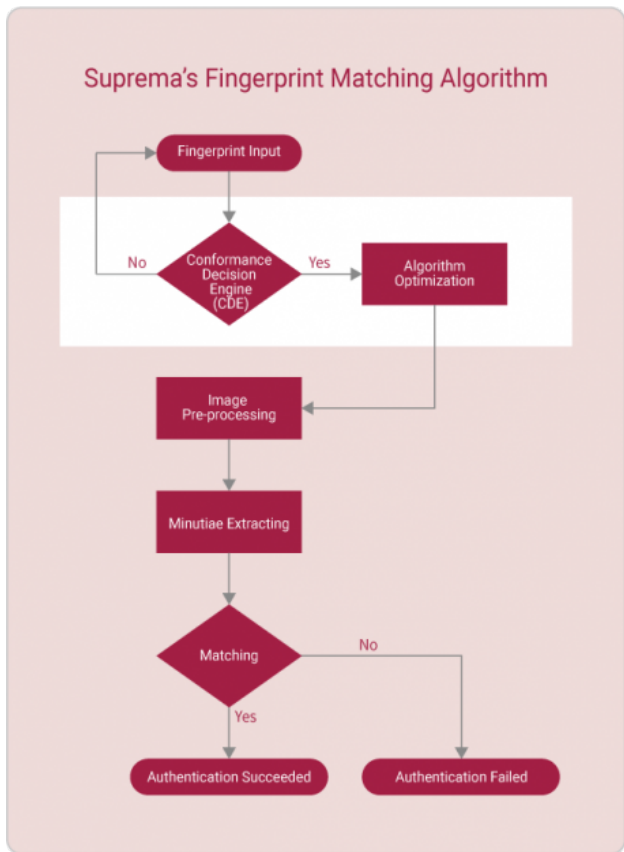 Suprema's Fingerprint Matching Algorithm
Fingerprint Input
No
Conformance
Decision
Engine
(CDE)
Yes
Algorithm
Optimization
Image
Pre-processing
Minutiae Extracting
Matching
No
Yes
Authentication Succeeded
Authentication Failed